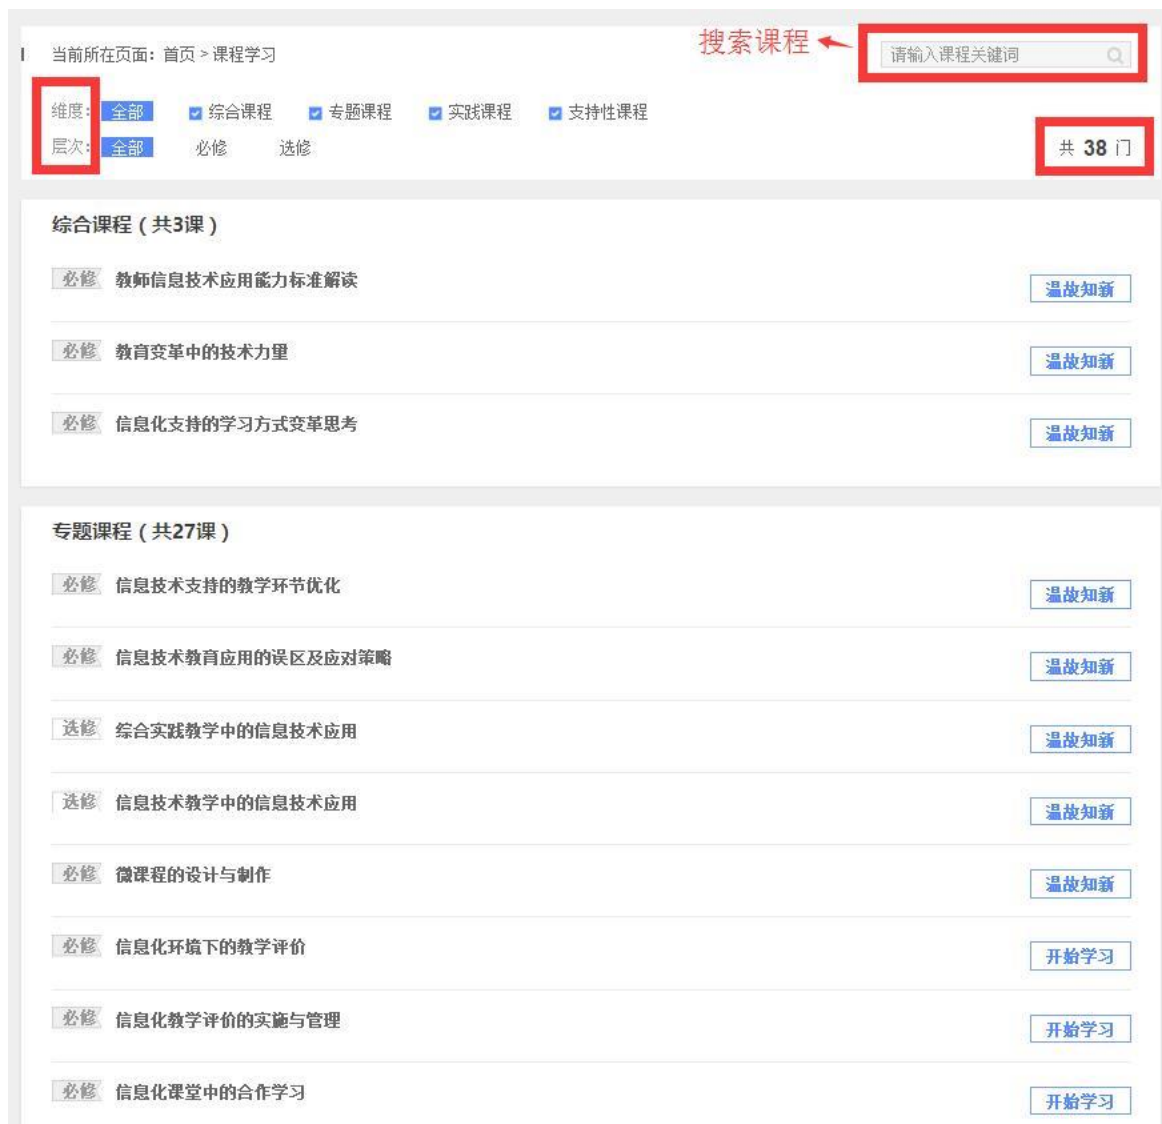 搜索课程
当前所在页面：首页 > 课程学习
请输入课程关键词
维度： 全部 综合课程 专题课程 实践课程 支持性课程
层次： 全部 必修 选修
共 38 门
综合课程（共3课）
必修 教师信息技术应用能力标准解读
温故知新
必修 教育变革中的技术力量
温故知新
必修 信息化支持的学习方式变革思考
温故知新
专题课程（共27课）
必修 信息技术支持的教学环节优化
温故知新
必修 信息技术教育应用的误区及应对策略
温故知新
选修 综合实践教学中的信息技术应用
温故知新
选修 信息技术教学中的信息技术应用
温故知新
必修 微课程的设计与制作
温故知新
必修 信息化环境下的教学评价
开始学习
必修 信息化教学评价的实施与管理
开始学习
必修 信息化课堂中的合作学习
开始学习